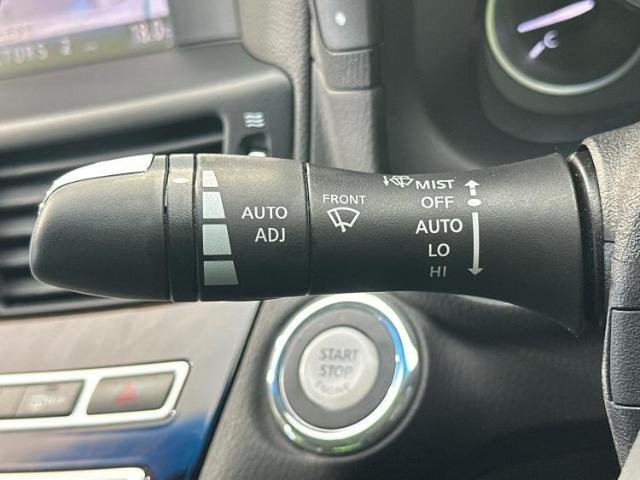 AUTO
ADJ
FRONT
MIST
OFF
AUTO
LO
HI
START
STOP
ENGINE